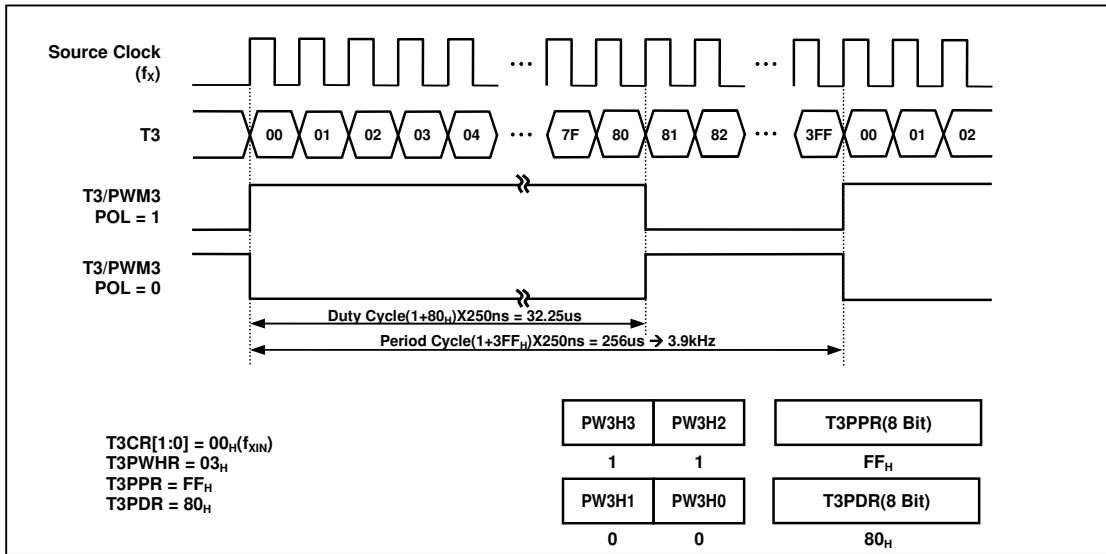 Source Clock
(fX)
T3
00 01 02 03 04 ... 7F 80 81 82 ... 3FF 00 01 02
T3/PWM3
POL = 1
T3/PWM3
POL = 0
Duty Cycle(1+80H)X250ns = 32.25us
Period Cycle(1+3FFH)X250ns = 256us → 3.9kHz
T3CR[1:0] = 00H(fXIN)
T3PWHR = 03H
T3PPR = FFH
T3PDR = 80H
PW3H3 PW3H2 T3PPR(8 Bit)
1 1 FFH
PW3H1 PW3H0 T3PDR(8 Bit)
0 0 80H